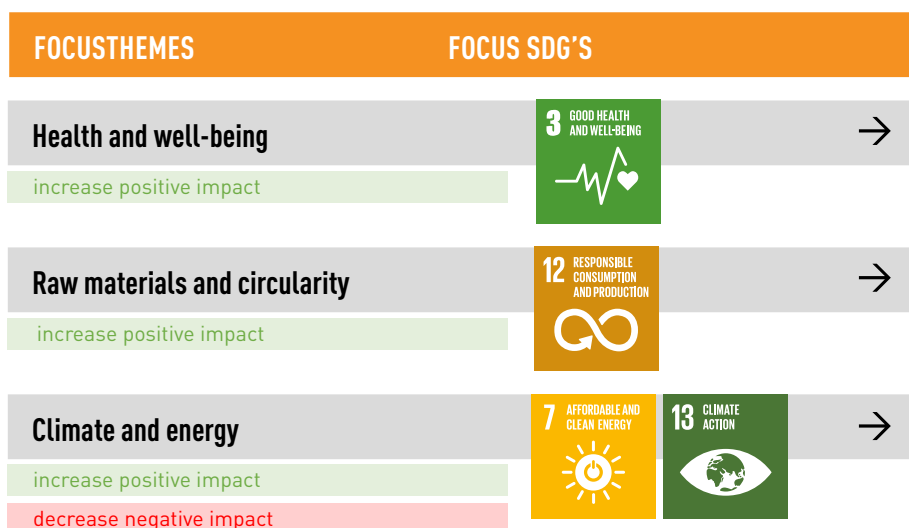 FOCUSTHEMES FOCUS SDG'S
Health and well-being
3 GOOD HEALTH
AND WELL-BEING
→
increase positive impact
Raw materials and circularity
12 RESPONSIBLE
CONSUMPTION
AND PRODUCTION
→
increase positive impact
Climate and energy
7 AFFORDABLE AND
CLEAN ENERGY
13 CLIMATE
ACTION
→
increase positive impact
decrease negative impact